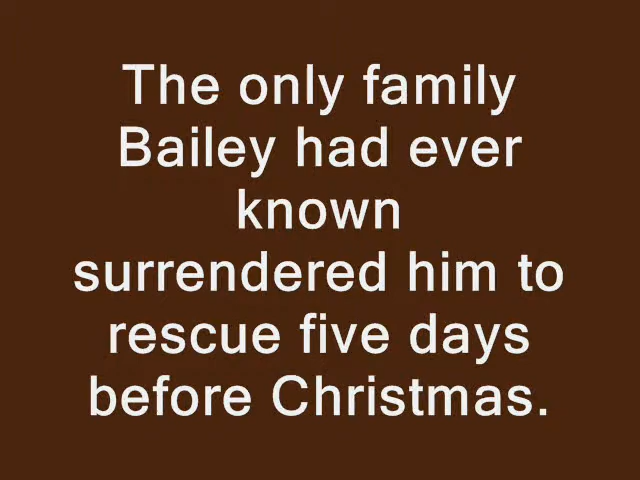 The only family
Bailey had ever
known
surrendered him to
rescue five days
before Christmas.